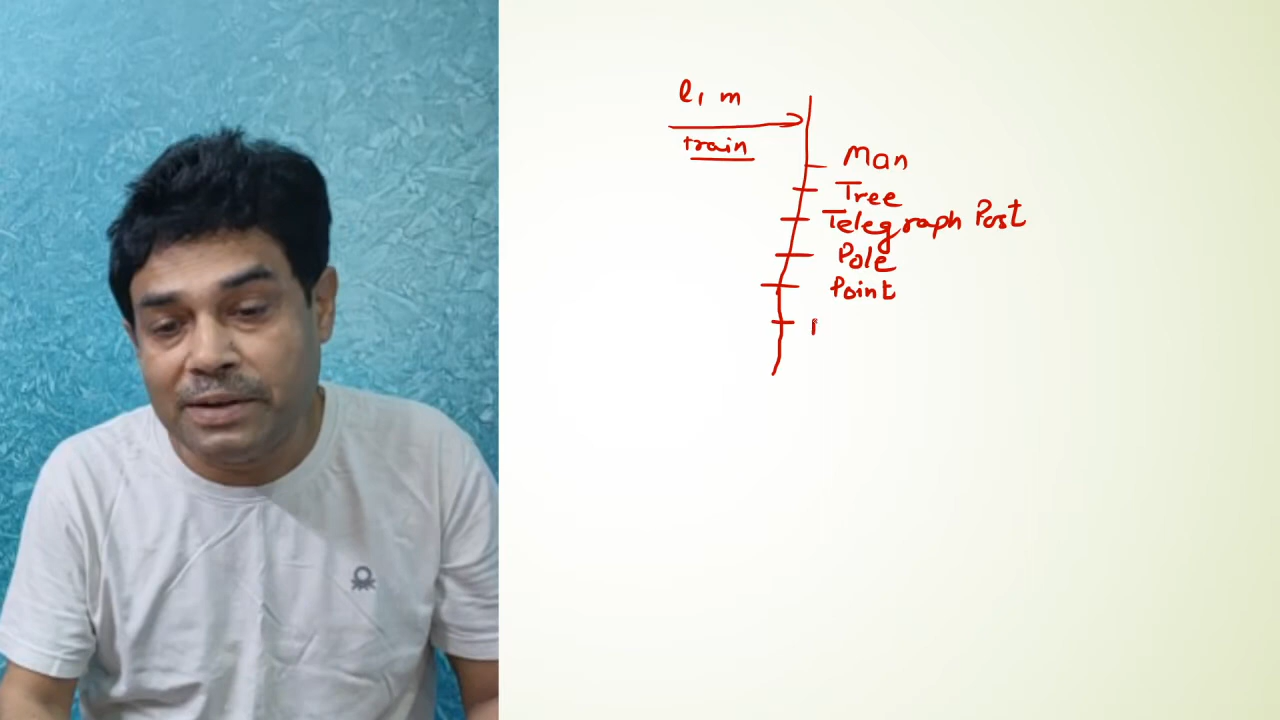 l, m
train
Man
Tree
Telegraph Post
Pole
Point